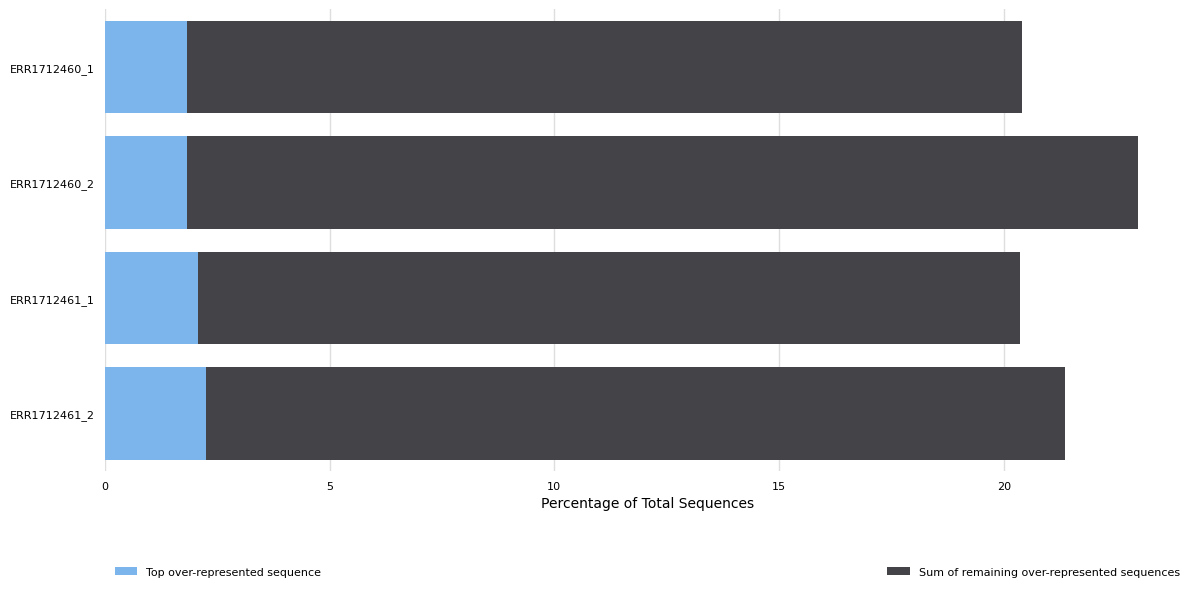 ERR1712460_1
ERR1712460_2
ERR1712461_1
ERR1712461_2
0 5 10 15 20
Percentage of Total Sequences
Top over-represented sequence Sum of remaining over-represented sequences